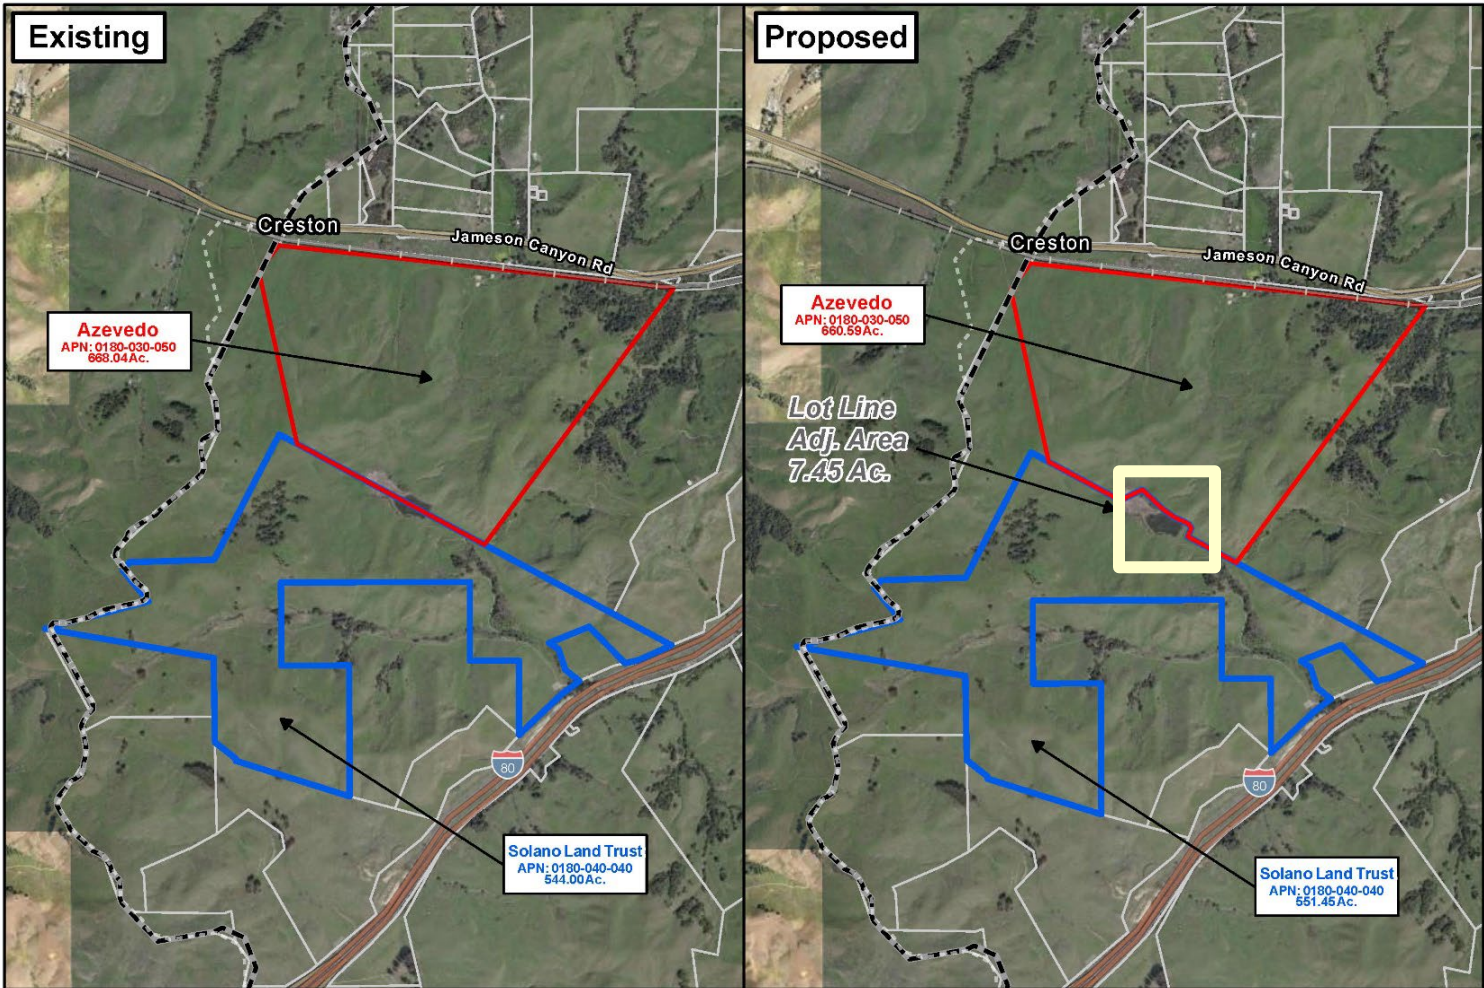 Existing
Creston
Jameson Canyon Rd
Azevedo
APN: 0180-030-050
668.04Ac.
80
Solano Land Trust
APN: 0180-040-040
544.00Ac.
Proposed
Creston
Jameson Canyon Rd
Azevedo
APN: 0180-030-050
660.59Ac.
Lot Line
Adj. Area
7.45 Ac.
80
Solano Land Trust
APN: 0180-040-040
551.45Ac.